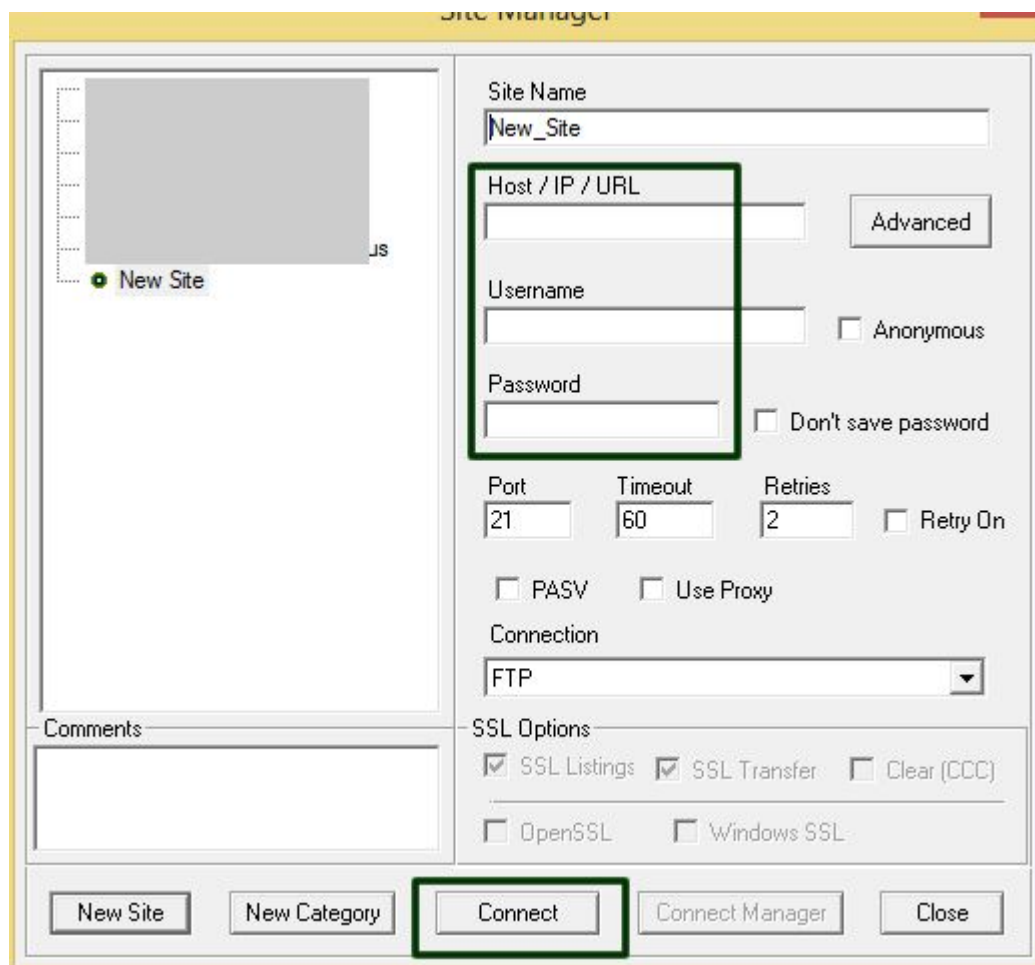 Site Manager
us
New Site
Site Name
New_Site
Host / IP / URL
Advanced
Username
Anonymous
Password
Don't save password
Port Timeout Retries
21 60 2 Retry On
PASV Use Proxy
Connection
FTP
Comments
SSL Options
SSL Listings SSL Transfer Clear (CCC)
OpenSSL Windows SSL
New Site New Category Connect Connect Manager Close